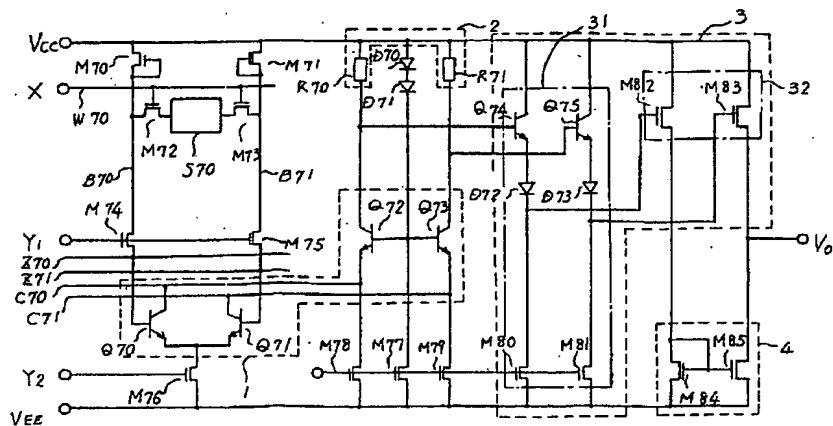 2
3
Vcc
M70
M71
D70
31
R70
R71
M82
M83
32
X
W70
D71
Q74
Q75
M72
S70
M73
B70
B71
D72
D73
Q72
Q73
M74
Y1
M75
Vo
Z70
Z71
C70
C71
Q70
Q71
M78
M77
M79
M80
M81
M85
4
Y2
M76
1
M84
VEE